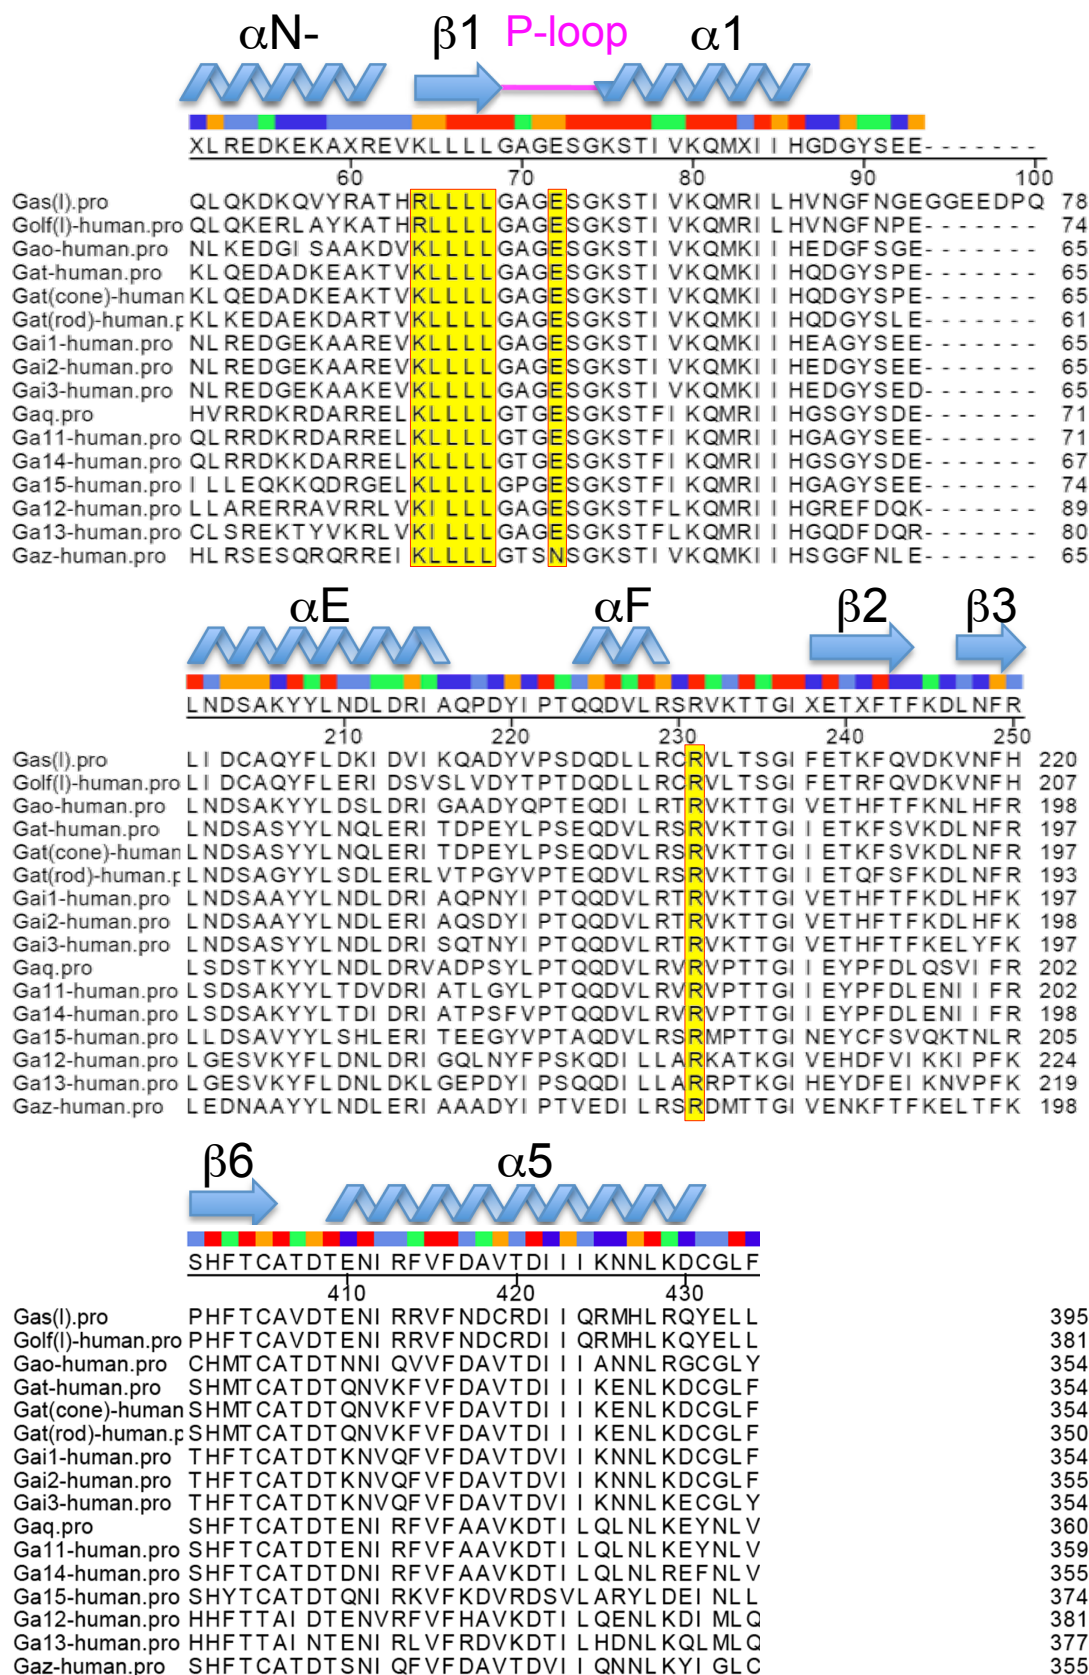 αN- β1 P-loop α1
XLREDKEKAXREVKLLLLGAGESGKSTIVKQMXIIHGDGYSEE-------
60 70 80 90 100
Gas(l).pro QLQKDKQVYRATHRLLLLGAGESGKSTIVKQMRILHVNGFNGEGGEEDPQ 78
Golf(l)-human.pro QLQKERLAYKATHRLLLLGAGESGKSTIVKQMRILHVNGFNPE------- 74
Gao-human.pro NLKEDGISAAKDVKLLLLGAGESGKSTIVKQMKIIHEDGFSGE------- 65
Gat-human.pro KLQEDADKEAKTVKLLLLGAGESGKSTIVKQMKIIHQDGYSPE------- 65
Gat(cone)-human KLQEDADKEAKTVKLLLLGAGESGKSTIVKQMKIIHQDGYSPE------- 65
Gat(rod)-human.p KLKEDAEKDARTVKLLLLGAGESGKSTIVKQMKIIHQDGYSLE------- 61
Gai1-human.pro NLREDGEKAAREVKLLLLGAGESGKSTIVKQMKIIHEAGYSEE------- 65
Gai2-human.pro NLREDGEKAAREVKLLLLGAGESGKSTIVKQMKIIHEDGYSEE------- 65
Gai3-human.pro NLREDGEKAAKEVKLLLLGAGESGKSTIVKQMKIIHEDGYSED------- 65
Gaq.pro HVRRDKRDARRELKLLLLGTGESGKSTFIKQMRIIHGSGYSDE------- 71
Ga11-human.pro QLRRDKRDARRELKLLLLGTGESGKSTFIKQMRIIHGAGYSEE------- 71
Ga14-human.pro QLRRDKKDARRELKLLLLGTGESGKSTFIKQMRIIHGSGYSDE------- 67
Ga15-human.pro ILLEQKKQDRGELKLLLLGPGESGKSTFIKQMRIIHGAGYSEE------- 74
Ga12-human.pro LLARERRAVRRLVKILLLGAGESGKSTFLKQMRIIHGREFDQK------- 89
Ga13-human.pro CLSREKTYVKRLVKILLLGAGESGKSTFLKQMRIIHGQDFDQR------- 80
Gaz-human.pro HLRSESQRQRREIKLLLLGTSNSGKSTIVKQMKIIHSGGFNLE------- 65
αE αF β2 β3
LNDSAKYYLNDLDRIAQPDYIPTQQDVLRSRVKTTGIXETXFTFKDLNFR
210 220 230 240 250
Gas(l).pro LIDCAQYFLDKIDVIKQADYVPSDQDLLRCRVLTSGIFETKFQVDKVNFH 220
Golf(l)-human.pro LIDCAQYFLERIDSVSLVDYTPTDQDLLRCRVLTSGIFETRFQVDKVNFH 207
Gao-human.pro LNDSAKYYLDSLDRIGAADYQPTEQDILRTRVKTTGIVETHFTFKNLHFR 198
Gat-human.pro LNDSASYYLNQLERITDPEYLPSEQDVLRSRVKTTGIIETKFSVKDLNFR 197
Gat(cone)-human LNDSASYYLNQLERITDPEYLPSEQDVLRSRVKTTGIIETKFSVKDLNFR 197
Gat(rod)-human.p LNDSAGYYLSDLERLVTPGYVPTEQDVLRSRVKTTGIIETQFSFKDLNFR 193
Gai1-human.pro LNDSAAYYLNDLDRIAQPNYIPTQQDVLRTRVKTTGIVETHFTFKDLHFK 197
Gai2-human.pro LNDSAAYYLNDLERIAQSDYIPTQQDVLRTRVKTTGIVETHFTFKDLHFK 198
Gai3-human.pro LNDSASYYLNDLDRISQTNYIPTQQDVLRTRVKTTGIVETHFTFKELYFK 197
Gaq.pro LSDSTKYYLNDLDRVADPSYLPTQQDVLRVRVPTTGIIEYPFDLQSVIFR 202
Ga11-human.pro LSDSAKYYLTDVDRIATLGYLPTQQDVLRVRVPTTGIIEYPFDLENIIFR 202
Ga14-human.pro LSDSAKYYLTDIDRIATPSFVPTQQDVLRVRVPTTGIIEYPFDLENIIFR 198
Ga15-human.pro LLDSAVYYLSHLERITEEGYVPTAQDVLRSRMPTTGINEYCFSVQKTNLR 205
Ga12-human.pro LGESVKYFLDNLDRIGQLNYFPSKQDILLARKATKGIVEHDFVIKKIPFK 224
Ga13-human.pro LGESVKYFLDNLDKLGEPDYIPSQQDILLARRPTKGIHEYDFEIKNVPFK 219
Gaz-human.pro LEDNAAYYLNDLERIAAADYIPTVEDILRSRDMTTGIVENKFTFKELTFK 198
β6 α5
SHFTCATDTENIRFVFDAVTDIIIKNNLKDCGLF
410 420 430
Gas(l).pro PHFTCAVDTENIRRVFNDCRDIIQRMHLRQYELL 395
Golf(l)-human.pro PHFTCAVDTENIRRVFNDCRDIIQRMHLKQYELL 381
Gao-human.pro CHMTCATDTNNIQVVFDAVTDIIIANNLRGCGLY 354
Gat-human.pro SHMTCATDTQNVKFVFDAVTDIIIKENLKDCGLF 354
Gat(cone)-human SHMTCATDTQNVKFVFDAVTDIIIKENLKDCGLF 354
Gat(rod)-human.p SHMTCATDTQNVKFVFDAVTDIIIKENLKDCGLF 350
Gai1-human.pro THFTCATDTKNVQFVFDAVTDVIIKNNLKDCGLF 354
Gai2-human.pro THFTCATDTKNVQFVFDAVTDVIIKNNLKDCGLF 355
Gai3-human.pro THFTCATDTKNVQFVFDAVTDVIIKNNLKECGLY 354
Gaq.pro SHFTCATDTENIRFVFAAVKDTILQLNLKEYNLV 360
Ga11-human.pro SHFTCATDTENIRFVFAAVKDTILQLNLKEYNLV 359
Ga14-human.pro SHFTCATDTDNIRFVFAAVKDTILQLNLREFNLV 355
Ga15-human.pro SHYTCATDTQNIRKVFKDVRDSVLARYLDEINLL 374
Ga12-human.pro HHFTTAIDTENVRFVFHAVKDTILQENLKDIMLQ 381
Ga13-human.pro HHFTTAINTENIRLVFRDVKDTILHDNLKQLMLQ 377
Gaz-human.pro SHFTCATDTSNIQFVFDAVTDVIIQNNLKYIGLC 355